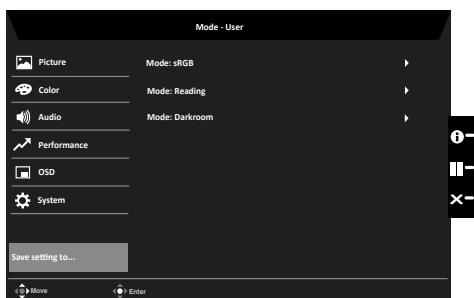 Mode - User
Picture
Mode: sRGB
Color
Mode: Reading
Audio
Mode: Darkroom
Performance
OSD
System
Save setting to...
Move
Enter